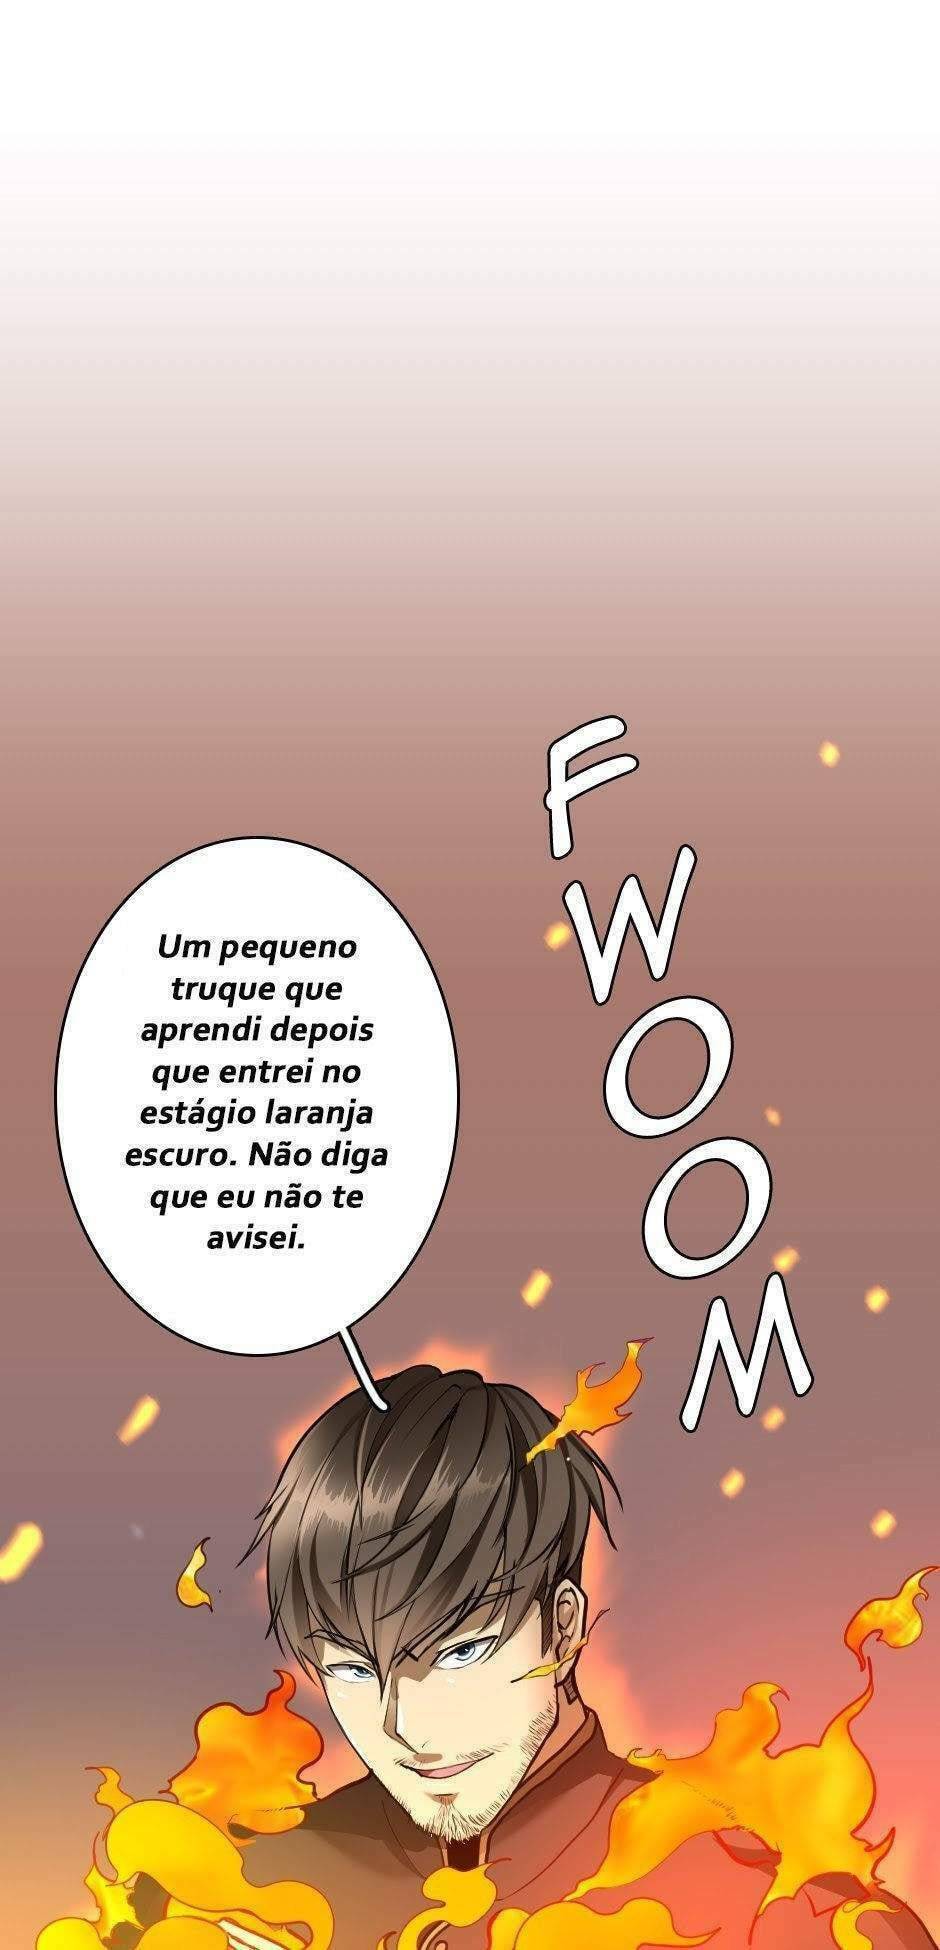 FWOOM
Um pequeno
truque que
aprendi depois
que entrei no
estágio laranja
escuro. Não diga
que eu não te
avisei.